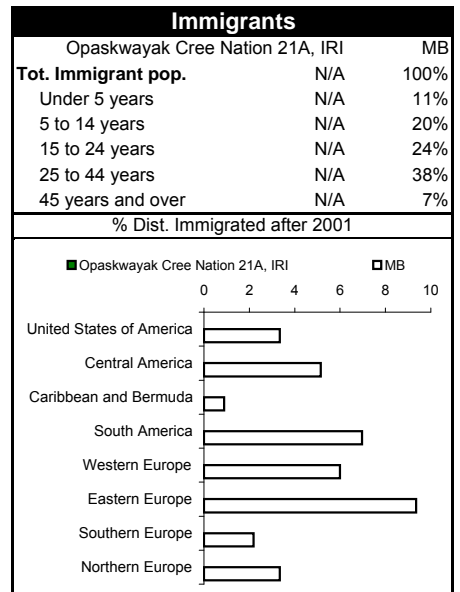 Immigrants
Opaskwayak Cree Nation 21A, IRI MB
Tot. Immigrant pop. N/A 100%
Under 5 years N/A 11%
5 to 14 years N/A 20%
15 to 24 years N/A 24%
25 to 44 years N/A 38%
45 years and over N/A 7%
% Dist. Immigrated after 2001
Opaskwayak Cree Nation 21A, IRI MB
0 2 4 6 8 10
United States of America
Central America
Caribbean and Bermuda
South America
Western Europe
Eastern Europe
Southern Europe
Northern Europe